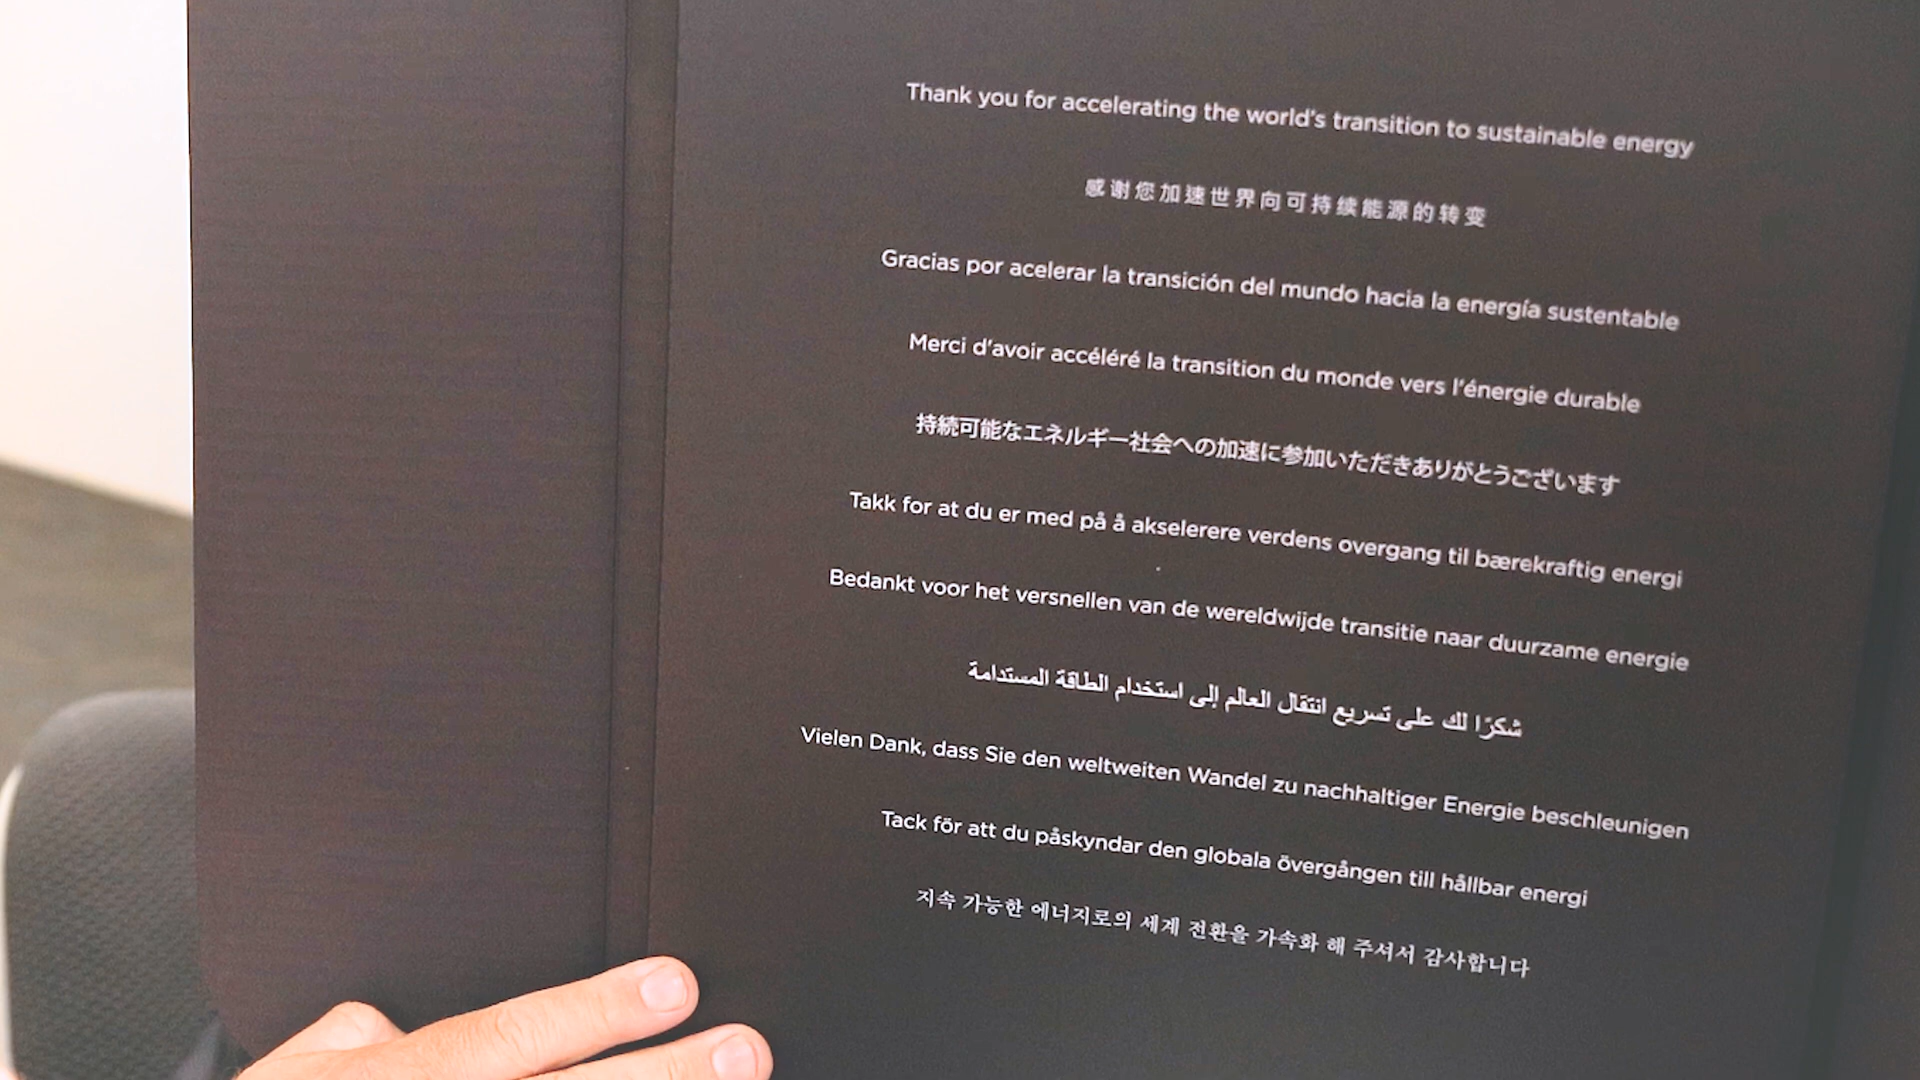 Thank you for accelerating the world's transition to sustainable energy
感谢您加速世界向可持续能源的转变
Gracias por acelerar la transición del mundo hacia la energía sustentable
Merci d'avoir accéléré la transition du monde vers l'énergie durable
持続可能なエネルギー社会への加速に参加いただきありがとうございます
Takk for at du er med på å akselerere verdens overgang til bærekraftig energi
Bedankt voor het versnellen van de wereldwijde transitie naar duurzame energie
شكرًا لك على تسريع انتقال العالم إلى استخدام الطاقة المستدامة
Vielen Dank, dass Sie den weltweiten Wandel zu nachhaltiger Energie beschleunigen
Tack för att du påskyndar den globala övergången till hållbar energi
지속 가능한 에너지로의 세계 전환을 가속화 해 주셔서 감사합니다